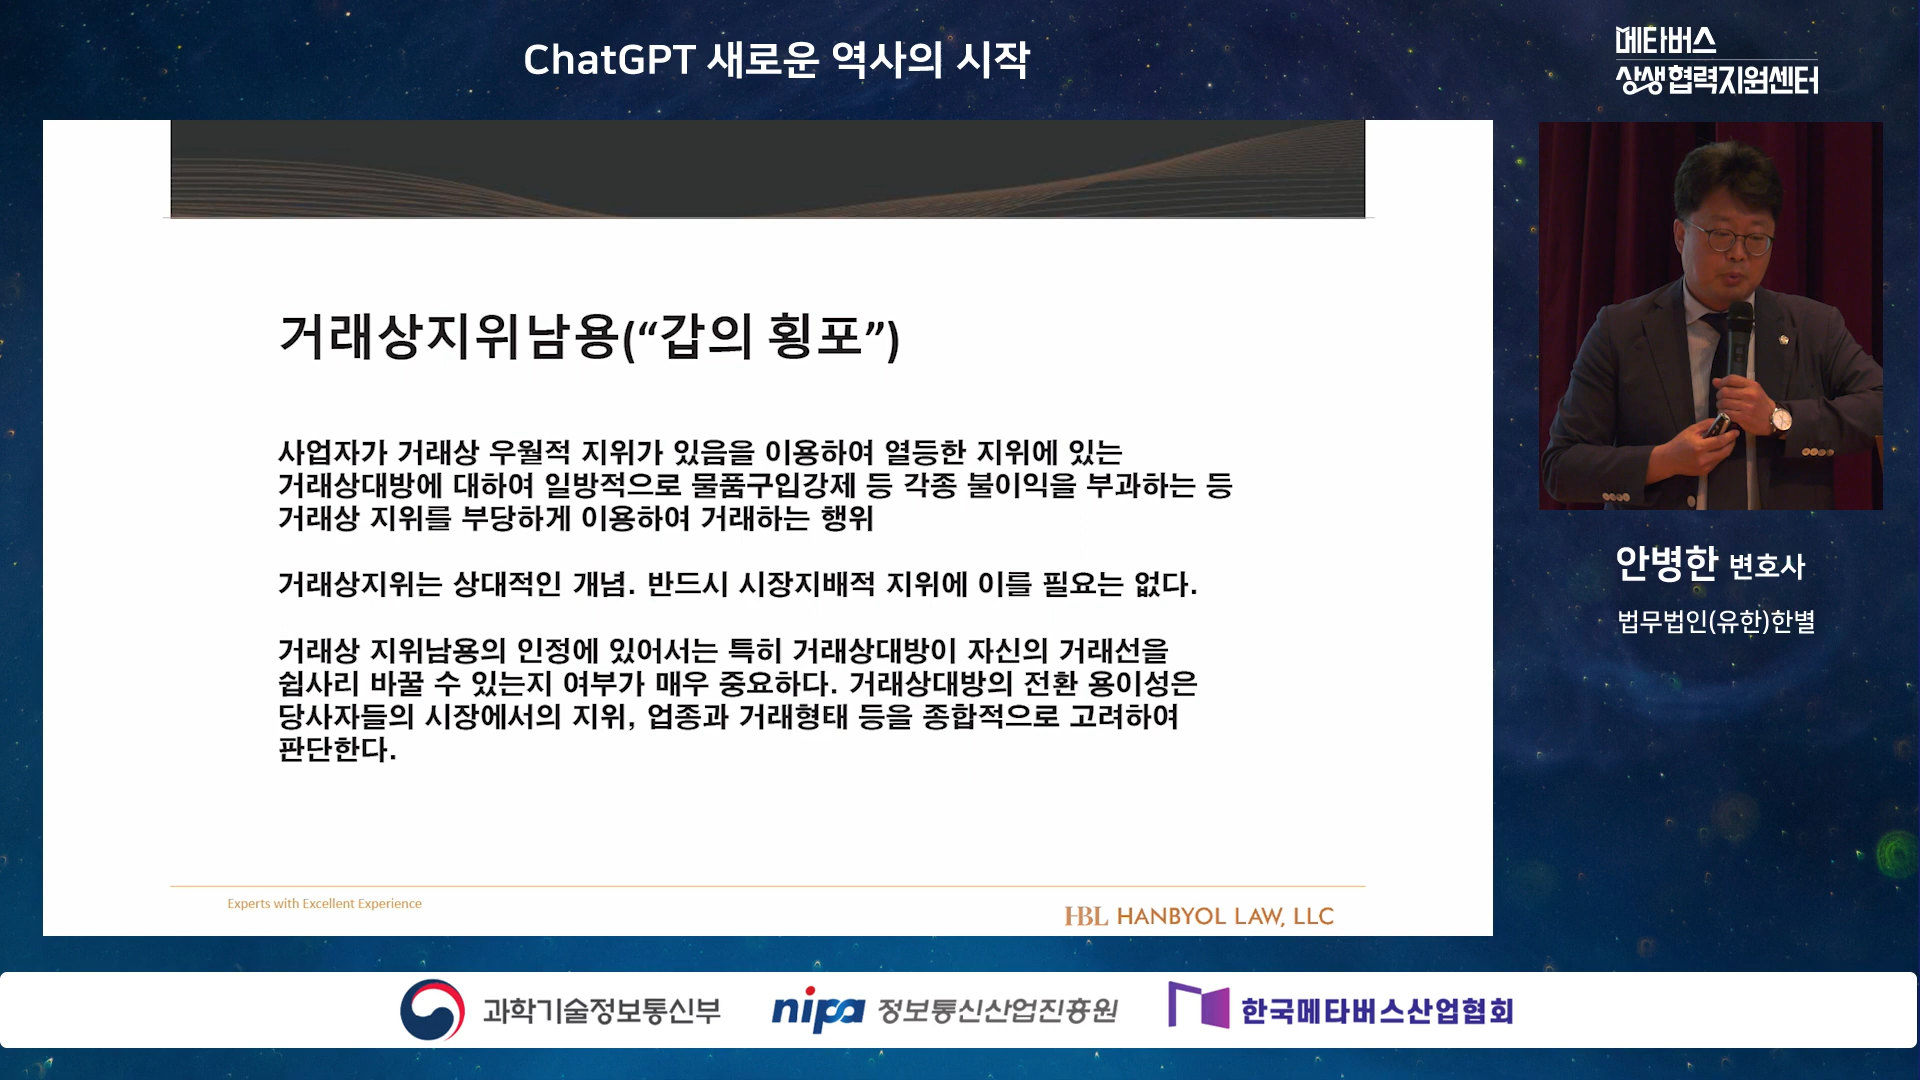 ChatGPT 새로운 역사의 시작
메타버스
상생협력지원센터
거래상지위남용(“갑의 횡포”)
사업자가 거래상 우월적 지위가 있음을 이용하여 열등한 지위에 있는
거래상대방에 대하여 일방적으로 물품구입강제 등 각종 불이익을 부과하는 등
거래상 지위를 부당하게 이용하여 거래하는 행위
거래상지위는 상대적인 개념. 반드시 시장지배적 지위에 이를 필요는 없다.
거래상 지위남용의 인정에 있어서는 특히 거래상대방이 자신의 거래선을
쉽사리 바꿀 수 있는지 여부가 매우 중요하다. 거래상대방의 전환 용이성은
당사자들의 시장에서의 지위, 업종과 거래형태 등을 종합적으로 고려하여
판단한다.
Experts with Excellent Experience
HBL HANBYOL LAW, LLC
안병한 변호사
법무법인(유한)한별
과학기술정보통신부
nipa 정보통신산업진흥원
한국메타버스산업협회